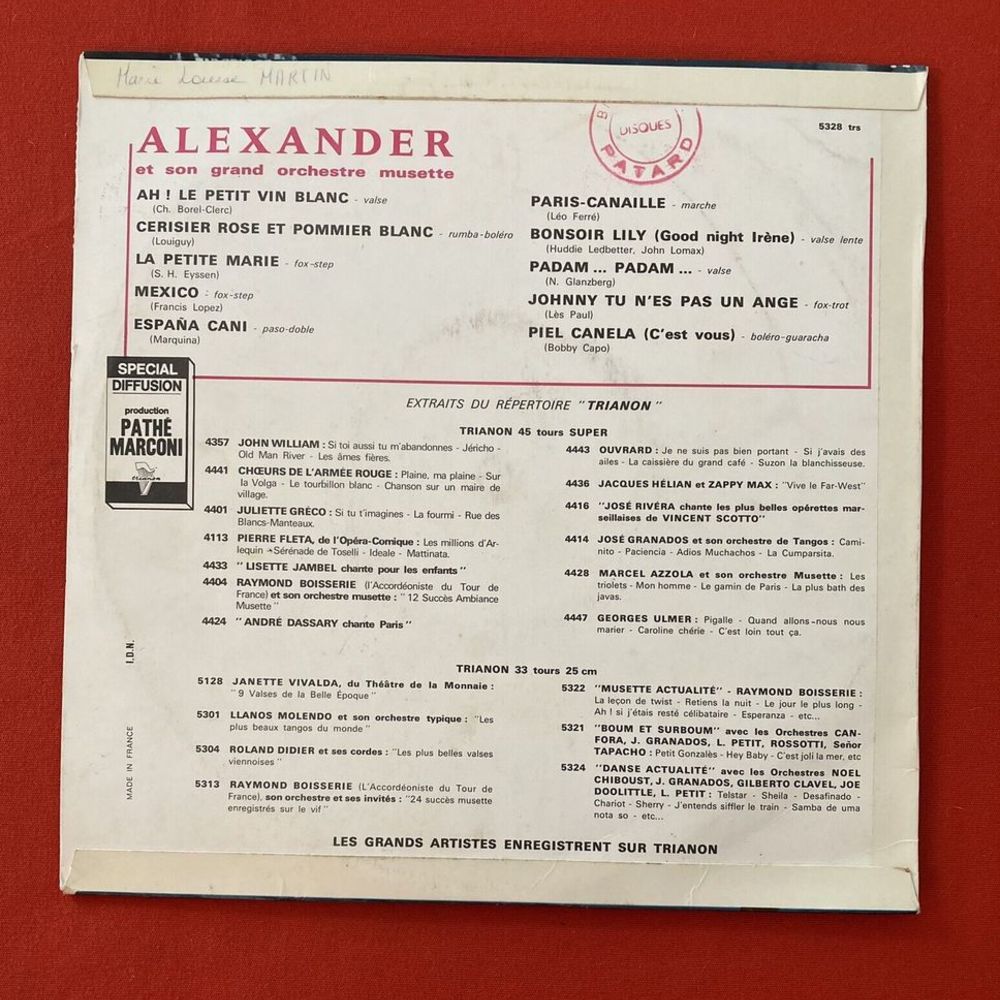 Marie Louise MARTIN
B
DISQUES
PATARD
5328 trs
ALEXANDER
et son grand orchestre musette
AH ! LE PETIT VIN BLANC - valse
(Ch. Borel-Clerc)
CERISIER ROSE ET POMMIER BLANC - rumba-boléro
(Louiguy)
LA PETITE MARIE - fox-step
(S. H. Eyssen)
MEXICO - fox-step
(Francis Lopez)
ESPAÑA CANI - paso-doble
(Marquina)
PARIS-CANAILLE - marche
(Léo Ferré)
BONSOIR LILY (Good night Irène) - valse lente
(Huddie Ledbetter, John Lomax)
PADAM ... PADAM ... - valse
(N. Glanzberg)
JOHNNY TU N'ES PAS UN ANGE - fox-trot
(Lès Paul)
PIEL CANELA (C'est vous) - boléro-guaracha
(Bobby Capo)
SPECIAL
DIFFUSION
production
PATHÉ
MARCONI
trianon
EXTRAITS DU RÉPERTOIRE "TRIANON"
TRIANON 45 tours SUPER
4357 JOHN WILLIAM : Si toi aussi tu m'abandonnes - Jéricho -
Old Man River - Les âmes fières.
4441 CHŒURS DE L'ARMÉE ROUGE : Plaine, ma plaine - Sur
la Volga - Le tourbillon blanc - Chanson sur un maire de
village.
4401 JULIETTE GRÉCO : Si tu t'imagines - La fourmi - Rue des
Blancs-Manteaux.
4113 PIERRE FLETA, de l'Opéra-Comique : Les millions d'Ar-
lequin - Sérénade de Toselli - Ideale - Mattinata.
4433 " LISETTE JAMBEL chante pour les enfants "
4404 RAYMOND BOISSERIE (l'Accordéoniste du Tour de
France) et son orchestre musette : " 12 Succès Ambiance
Musette "
4424 " ANDRÉ DASSARY chante Paris "
4443 OUVRARD : Je ne suis pas bien portant - Si j'avais des
ailes - La caissière du grand café - Suzon la blanchisseuse.
4436 JACQUES HÉLIAN et ZAPPY MAX : "Vive le Far-West"
4416 "JOSÉ RIVÉRA chante les plus belles opérettes mar-
seillaises de VINCENT SCOTTO"
4414 JOSÉ GRANADOS et son orchestre de Tangos : Cami-
nito - Paciencia - Adios Muchachos - La Cumparsita.
4428 MARCEL AZZOLA et son orchestre Musette : Les
triolets - Mon homme - Le gamin de Paris - La plus bath des
javas.
4447 GEORGES ULMER : Pigalle - Quand allons-nous nous
marier - Caroline chérie - C'est loin tout ça.
TRIANON 33 tours 25 cm
5128 JANETTE VIVALDA, du Théâtre de la Monnaie :
" 9 Valses de la Belle Époque "
5301 LLANOS MOLENDO et son orchestre typique : "Les
plus beaux tangos du monde "
5304 ROLAND DIDIER et ses cordes : "Les plus belles valses
viennoises "
5313 RAYMOND BOISSERIE (L'Accordéoniste du Tour de
France), son orchestre et ses invités : "24 succès musette
enregistrés sur le vif "
5322 "MUSETTE ACTUALITÉ" - RAYMOND BOISSERIE :
La leçon de twist - Retiens la nuit - Le jour le plus long -
Ah ! si j'étais resté célibataire - Esperanza - etc...
5321 "BOUM ET SURBOUM" avec les Orchestres CAN-
FORA, J. GRANADOS, L. PETIT, ROSSOTTI, Señor
TAPACHO : Petit Gonzalès - Hey Baby - C'est joli la mer, etc
5324 "DANSE ACTUALITÉ" avec les Orchestres NOEL
CHIBOUST, J. GRANADOS, GILBERTO CLAVEL, JOE
DOOLITTLE, L. PETIT : Telstar - Sheila - Desafinado -
Chariot - Sherry - J'entends siffler le train - Samba de uma
nota so - etc...
LES GRANDS ARTISTES ENREGISTRENT SUR TRIANON
I.D.N.
MADE IN FRANCE